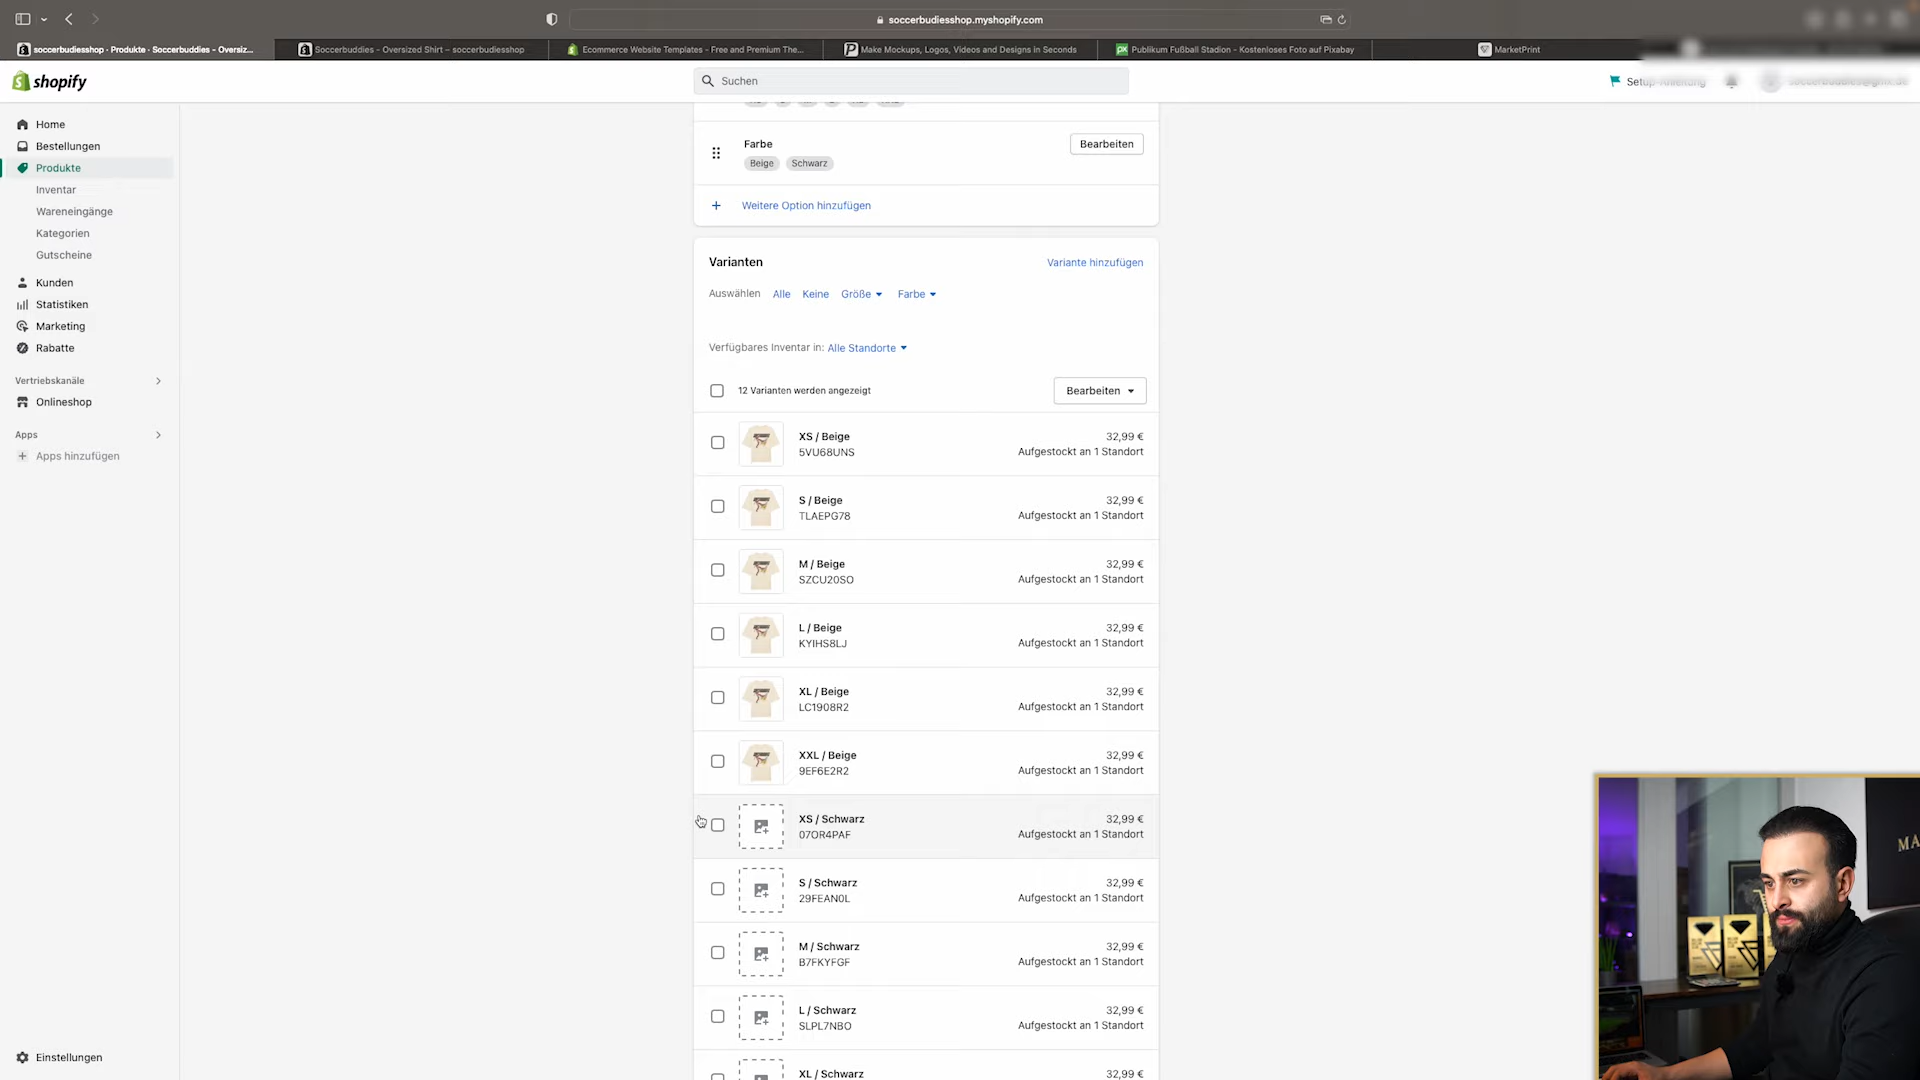 soccerbudiesshop.myshopify.com
soccerbudiesshop · Produkte · Soccerbuddies - Oversiz...
Soccerbuddies - Oversized Shirt – soccerbudiesshop
Ecommerce Website Templates - Free and Premium The...
Make Mockups, Logos, Videos and Designs in Seconds
Publikum Fußball Stadion - Kostenloses Foto auf Pixabay
MarketPrint
shopify
Suchen
Setup-Anleitung
Home
Bestellungen
Produkte
Inventar
Wareneingänge
Kategorien
Gutscheine
Kunden
Statistiken
Marketing
Rabatte
Vertriebskanäle
Onlineshop
Apps
Apps hinzufügen
Einstellungen
Farbe
Bearbeiten
Beige Schwarz
Weitere Option hinzufügen
Varianten
Variante hinzufügen
Auswählen Alle Keine Größe Farbe
Verfügbares Inventar in: Alle Standorte
12 Varianten werden angezeigt
Bearbeiten
XS / Beige 32,99 €
5VU68UNS Aufgestockt an 1 Standort
S / Beige 32,99 €
TLAEPG78 Aufgestockt an 1 Standort
M / Beige 32,99 €
SZCU20SO Aufgestockt an 1 Standort
L / Beige 32,99 €
KYIHS8LJ Aufgestockt an 1 Standort
XL / Beige 32,99 €
LC1908R2 Aufgestockt an 1 Standort
XXL / Beige 32,99 €
9EF6E2R2 Aufgestockt an 1 Standort
XS / Schwarz 32,99 €
07OR4PAF Aufgestockt an 1 Standort
S / Schwarz 32,99 €
29FEAN0L Aufgestockt an 1 Standort
M / Schwarz 32,99 €
B7FKYFGF Aufgestockt an 1 Standort
L / Schwarz 32,99 €
SLPL7NBO Aufgestockt an 1 Standort
XL / Schwarz 32,99 €
MA